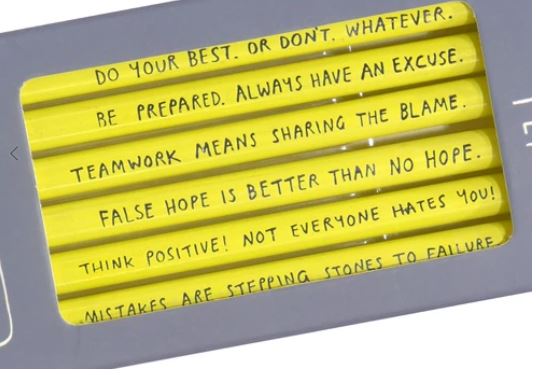 DO YOUR BEST. OR DON'T. WHATEVER.
BE PREPARED. ALWAYS HAVE AN EXCUSE.
TEAMWORK MEANS SHARING THE BLAME.
FALSE HOPE IS BETTER THAN NO HOPE.
THINK POSITIVE! NOT EVERYONE HATES YOU!
MISTAKES ARE STEPPING STONES TO FAILURE.